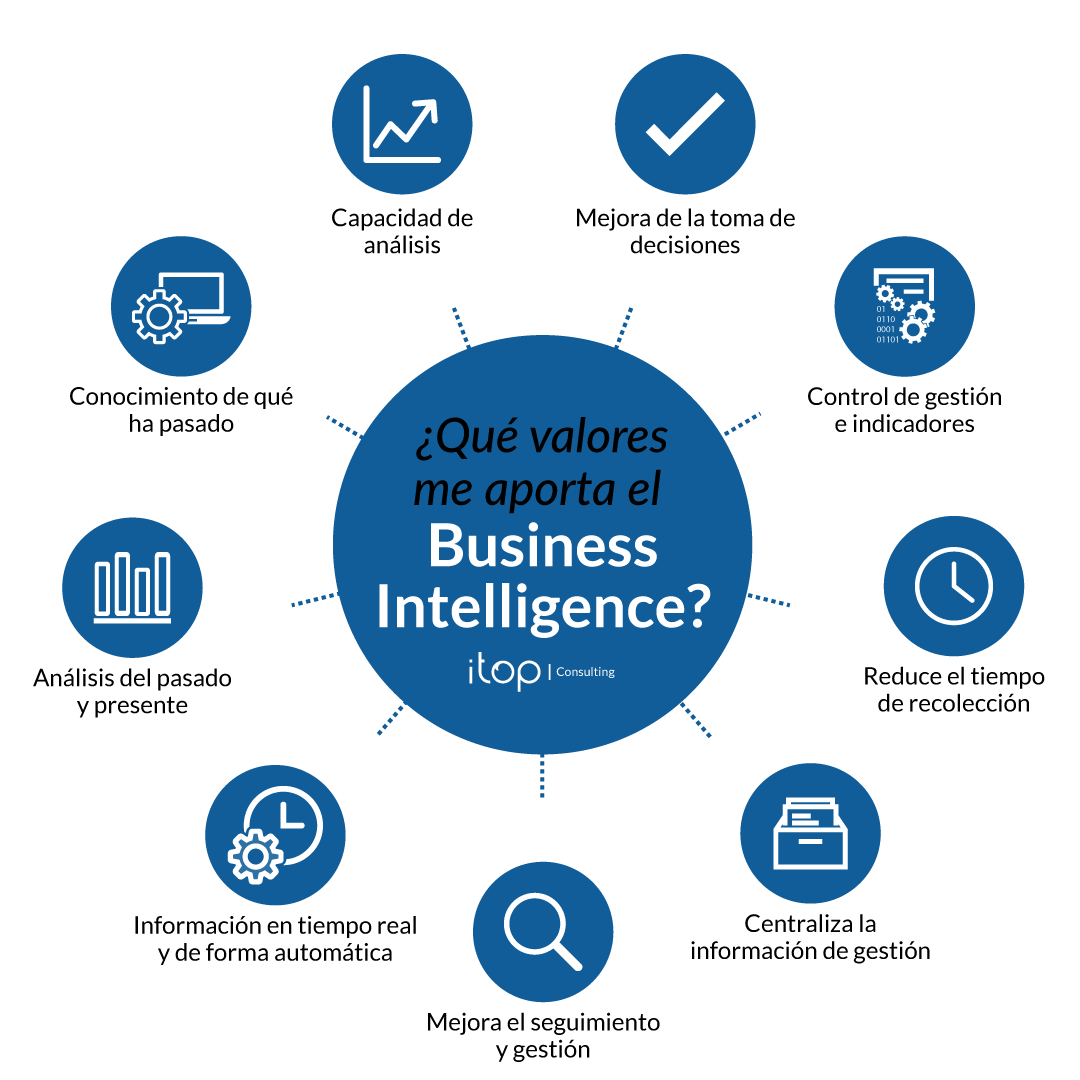 Capacidad de
análisis
Mejora de la toma de
decisiones
Conocimiento de qué
ha pasado
01
0110
0001
01101
Control de gestión
e indicadores
¿Qué valores
me aporta el
Business
Intelligence?
itop | Consulting
Análisis del pasado
y presente
Reduce el tiempo
de recolección
Información en tiempo real
y de forma automática
Centraliza la
información de gestión
Mejora el seguimiento
y gestión